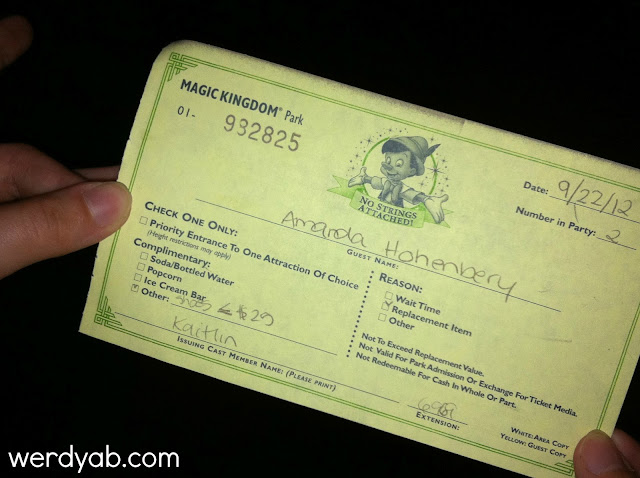 MAGIC KINGDOM® Park
01- 932825
NO STRINGS
ATTACHED!
Date: 9/22/12
Number in Party: 2
Amanda Hohenbery
GUEST NAME:
CHECK ONE ONLY:
Priority Entrance To One Attraction Of Choice
(Height restrictions may apply)
Complimentary:
Soda/Bottled Water
Popcorn
Ice Cream Bar
Other: shoes ≤ $29
REASON:
Wait Time
Replacement Item
Other
Not To Exceed Replacement Value.
Not Valid For Park Admission Or Exchange For Ticket Media.
Not Redeemable For Cash In Whole Or Part.
Kaitlin
ISSUING CAST MEMBER NAME: (PLEASE PRINT)
EXTENSION:
WHITE: AREA COPY
YELLOW: GUEST COPY
werdyab.com